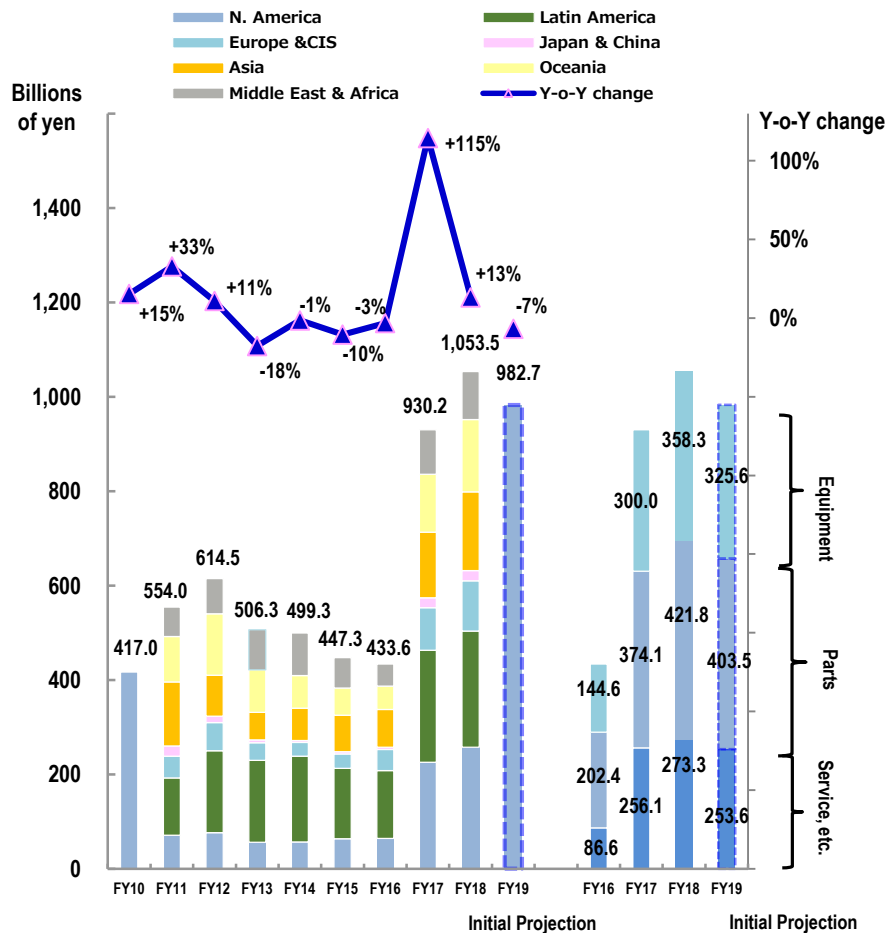 N. America
Latin America
Europe &CIS
Japan & China
Asia
Oceania
Middle East & Africa
Y-o-Y change
Billions
of yen
Y-o-Y change
1,400
1,200
1,000
800
600
400
200
0
100%
50%
0%
+15%
+33%
+11%
-18%
-1%
-10%
-3%
+115%
+13%
-7%
417.0
554.0
614.5
506.3
499.3
447.3
433.6
930.2
1,053.5
982.7
144.6
202.4
86.6
300.0
374.1
256.1
358.3
421.8
273.3
325.6
403.5
253.6
Equipment
Parts
Service, etc.
FY10
FY11
FY12
FY13
FY14
FY15
FY16
FY17
FY18
FY19
FY16
FY17
FY18
FY19
Initial Projection
Initial Projection